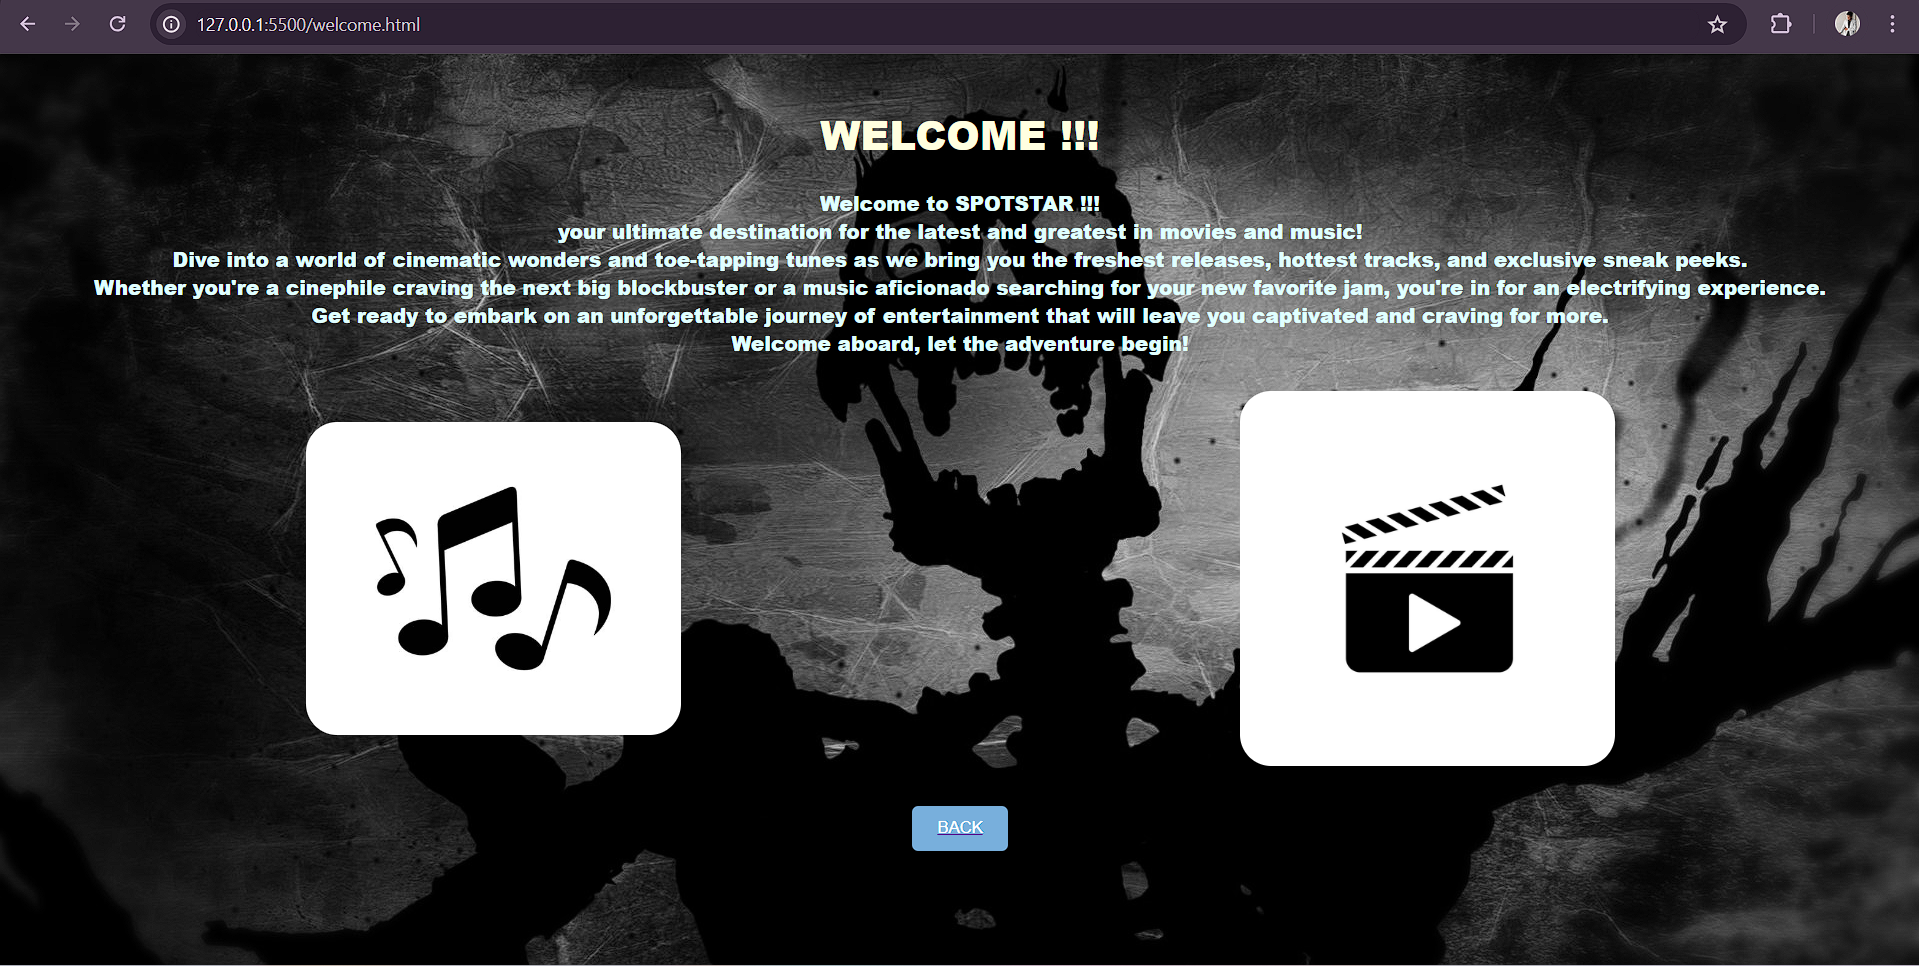 127.0.0.1:5500/welcome.html
WELCOME !!!
Welcome to SPOTSTAR !!!
your ultimate destination for the latest and greatest in movies and music!
Dive into a world of cinematic wonders and toe-tapping tunes as we bring you the freshest releases, hottest tracks, and exclusive sneak peeks.
Whether you're a cinephile craving the next big blockbuster or a music aficionado searching for your new favorite jam, you're in for an electrifying experience.
Get ready to embark on an unforgettable journey of entertainment that will leave you captivated and craving for more.
Welcome aboard, let the adventure begin!
BACK